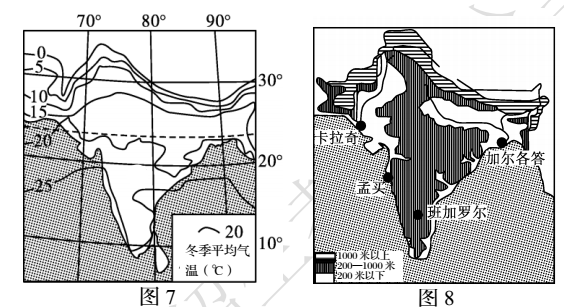 70° 80° 90°
0
5
10
15
20
25
30°
20°
10°
20
冬季平均气
温（℃）
图 7
卡拉奇
加尔各答
孟买
班加罗尔
1000 米以上
200—1000 米
200 米以下
图 8